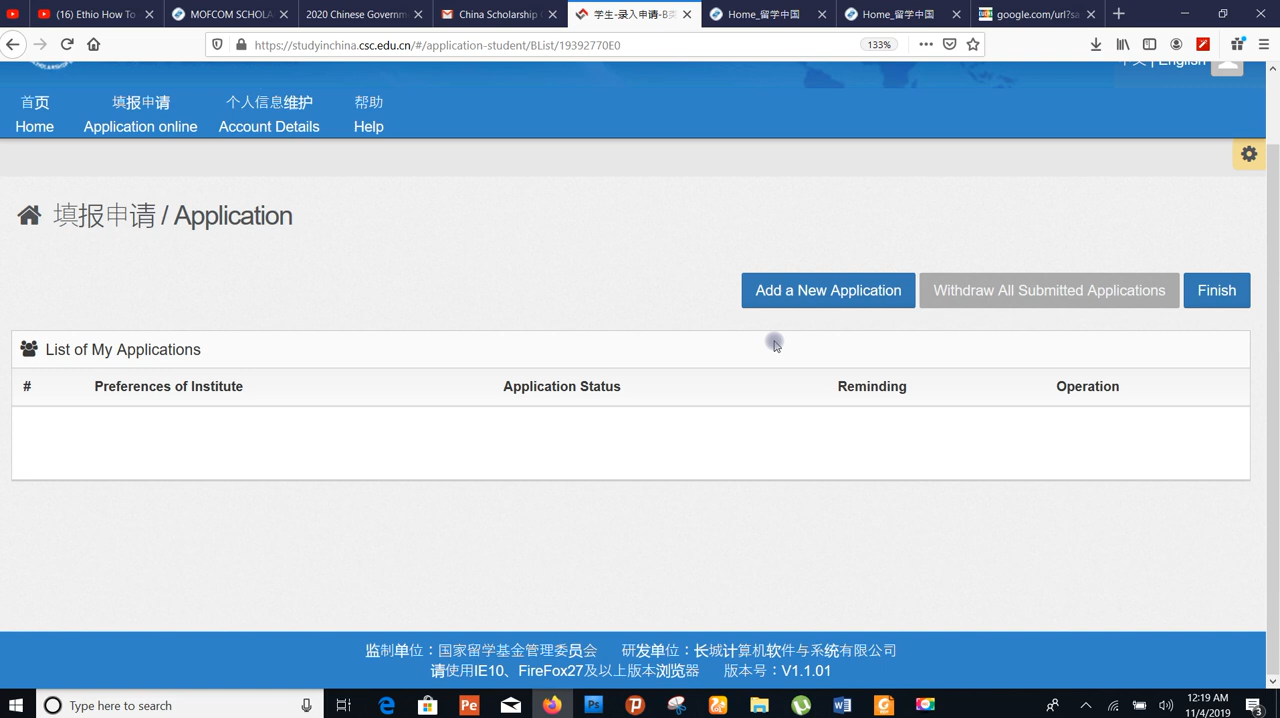 (16) Ethio How To
MOFCOM SCHOLA
2020 Chinese Governm
China Scholarship
学生-录入申请-B类
Home_留学中国
Home_留学中国
google.com/url?sa
https://studyinchina.csc.edu.cn/#/application-student/BList/19392770E0
133%
中文 | English
首页
填报申请
个人信息维护
帮助
Home
Application online
Account Details
Help
填报申请 / Application
Add a New Application
Withdraw All Submitted Applications
Finish
List of My Applications
# Preferences of Institute Application Status Reminding Operation
监制单位：国家留学基金管理委员会 研发单位：长城计算机软件与系统有限公司
请使用IE10、FireFox27及以上版本浏览器 版本号：V1.1.01
Type here to search
12:19 AM
11/4/2019
3